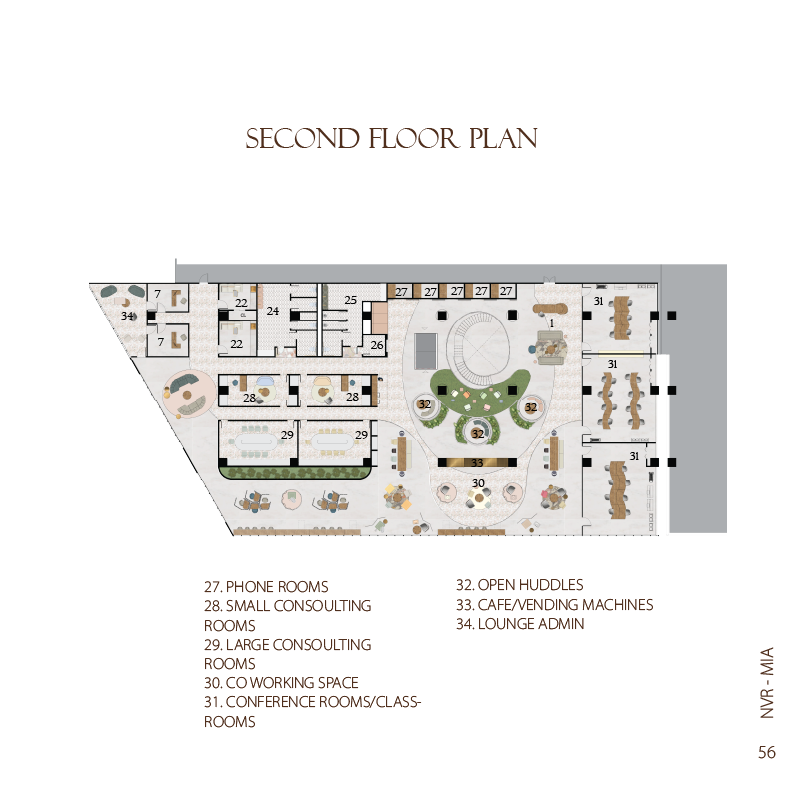 SECOND FLOOR PLAN
27 27 27 27 27
7 22 25 31
34 24 1
7 22 26
31
28 28 32 32
29 29 32
33 31
30
27. PHONE ROOMS
28. SMALL CONSOULTING
ROOMS
29. LARGE CONSOULTING
ROOMS
30. CO WORKING SPACE
31. CONFERENCE ROOMS/CLASS-
ROOMS
32. OPEN HUDDLES
33. CAFE/VENDING MACHINES
34. LOUNGE ADMIN
NVR - MIA
56